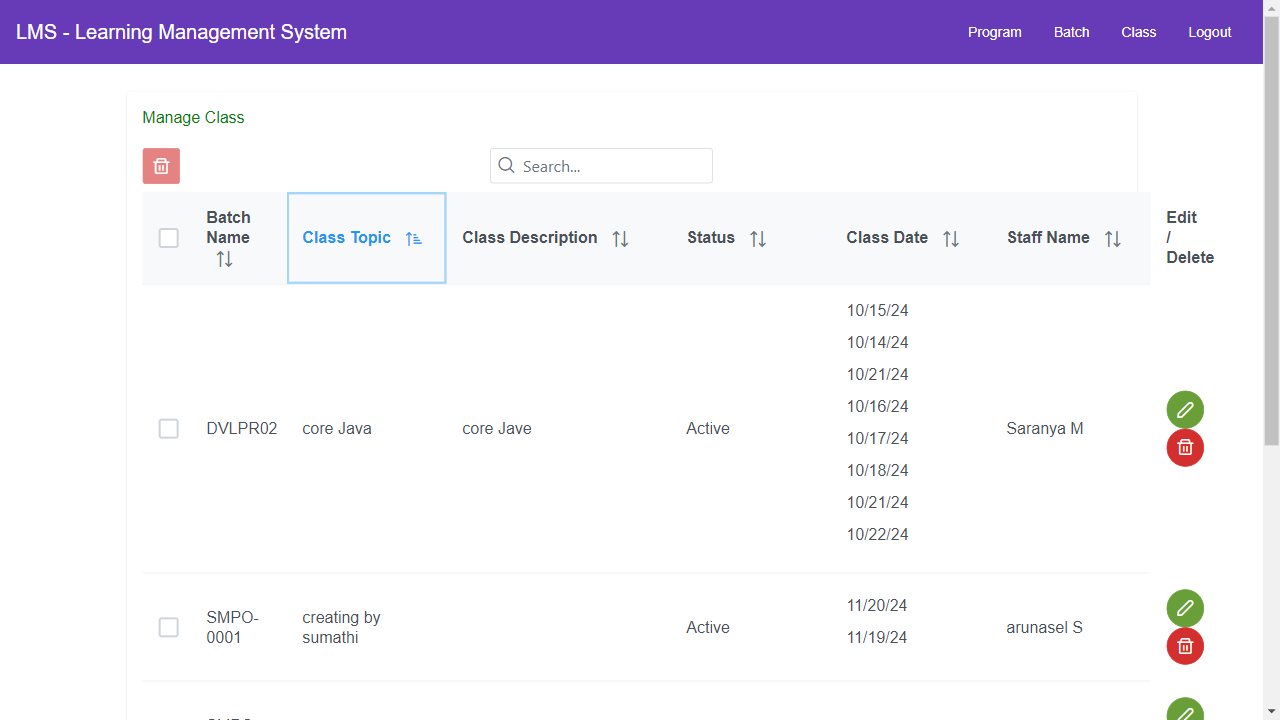 LMS - Learning Management System
Program
Batch
Class
Logout
Manage Class
Search...
Batch
Name
Class Topic
Class Description
Status
Class Date
Staff Name
Edit
/
Delete
DVLPR02
core Java
core Jave
Active
10/15/24
10/14/24
10/21/24
10/16/24
10/17/24
10/18/24
10/21/24
10/22/24
Saranya M
SMPO-
0001
creating by
sumathi
Active
11/20/24
11/19/24
arunasel S